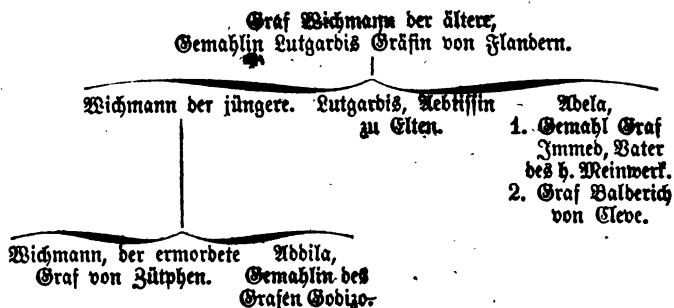 Graf Wichmann der ältere,
Gemahlin Lutgardis Gräfin von Flandern.
Wichmann der jüngere.
Lutgardis, Aebtissin
zu Elten.
Adela,
1. Gemahl Graf
Immed, Vater
des h. Meinwerk.
2. Graf Balderich
von Cleve.
Wichmann, der ermordete
Graf von Zütphen.
Addila,
Gemahlin des
Grafen Godizo.